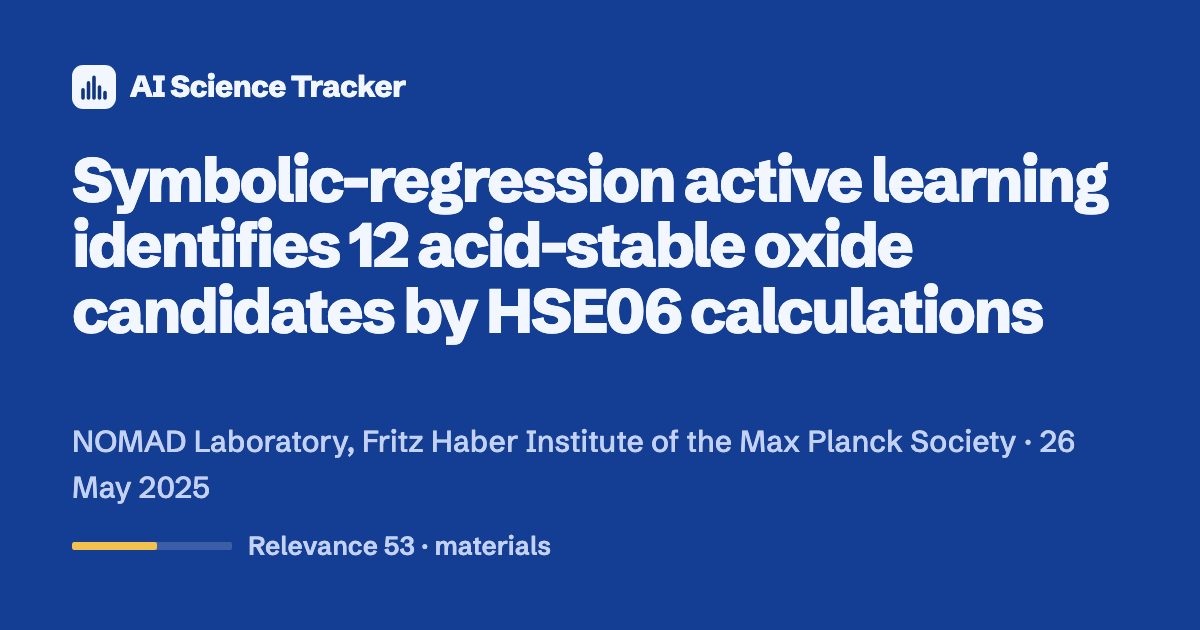 AI Science Tracker
Symbolic-regression active learning
identifies 12 acid-stable oxide
candidates by HSE06 calculations
NOMAD Laboratory, Fritz Haber Institute of the Max Planck Society · 26
May 2025
Relevance 53 · materials